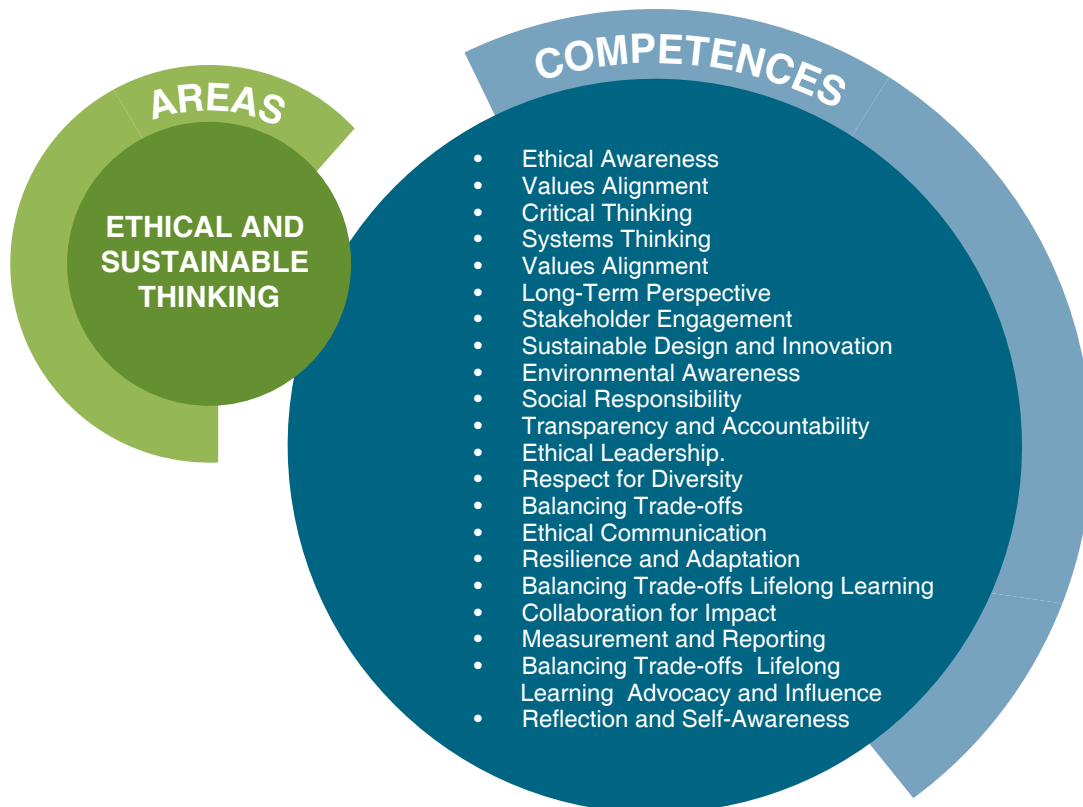 AREAS
ETHICAL AND
SUSTAINABLE
THINKING
COMPETENCES
• Ethical Awareness
• Values Alignment
• Critical Thinking
• Systems Thinking
• Values Alignment
• Long-Term Perspective
• Stakeholder Engagement
• Sustainable Design and Innovation
• Environmental Awareness
• Social Responsibility
• Transparency and Accountability
• Ethical Leadership.
• Respect for Diversity
• Balancing Trade-offs
• Ethical Communication
• Resilience and Adaptation
• Balancing Trade-offs Lifelong Learning
• Collaboration for Impact
• Measurement and Reporting
• Balancing Trade-offs  Lifelong
Learning  Advocacy and Influence
• Reflection and Self-Awareness